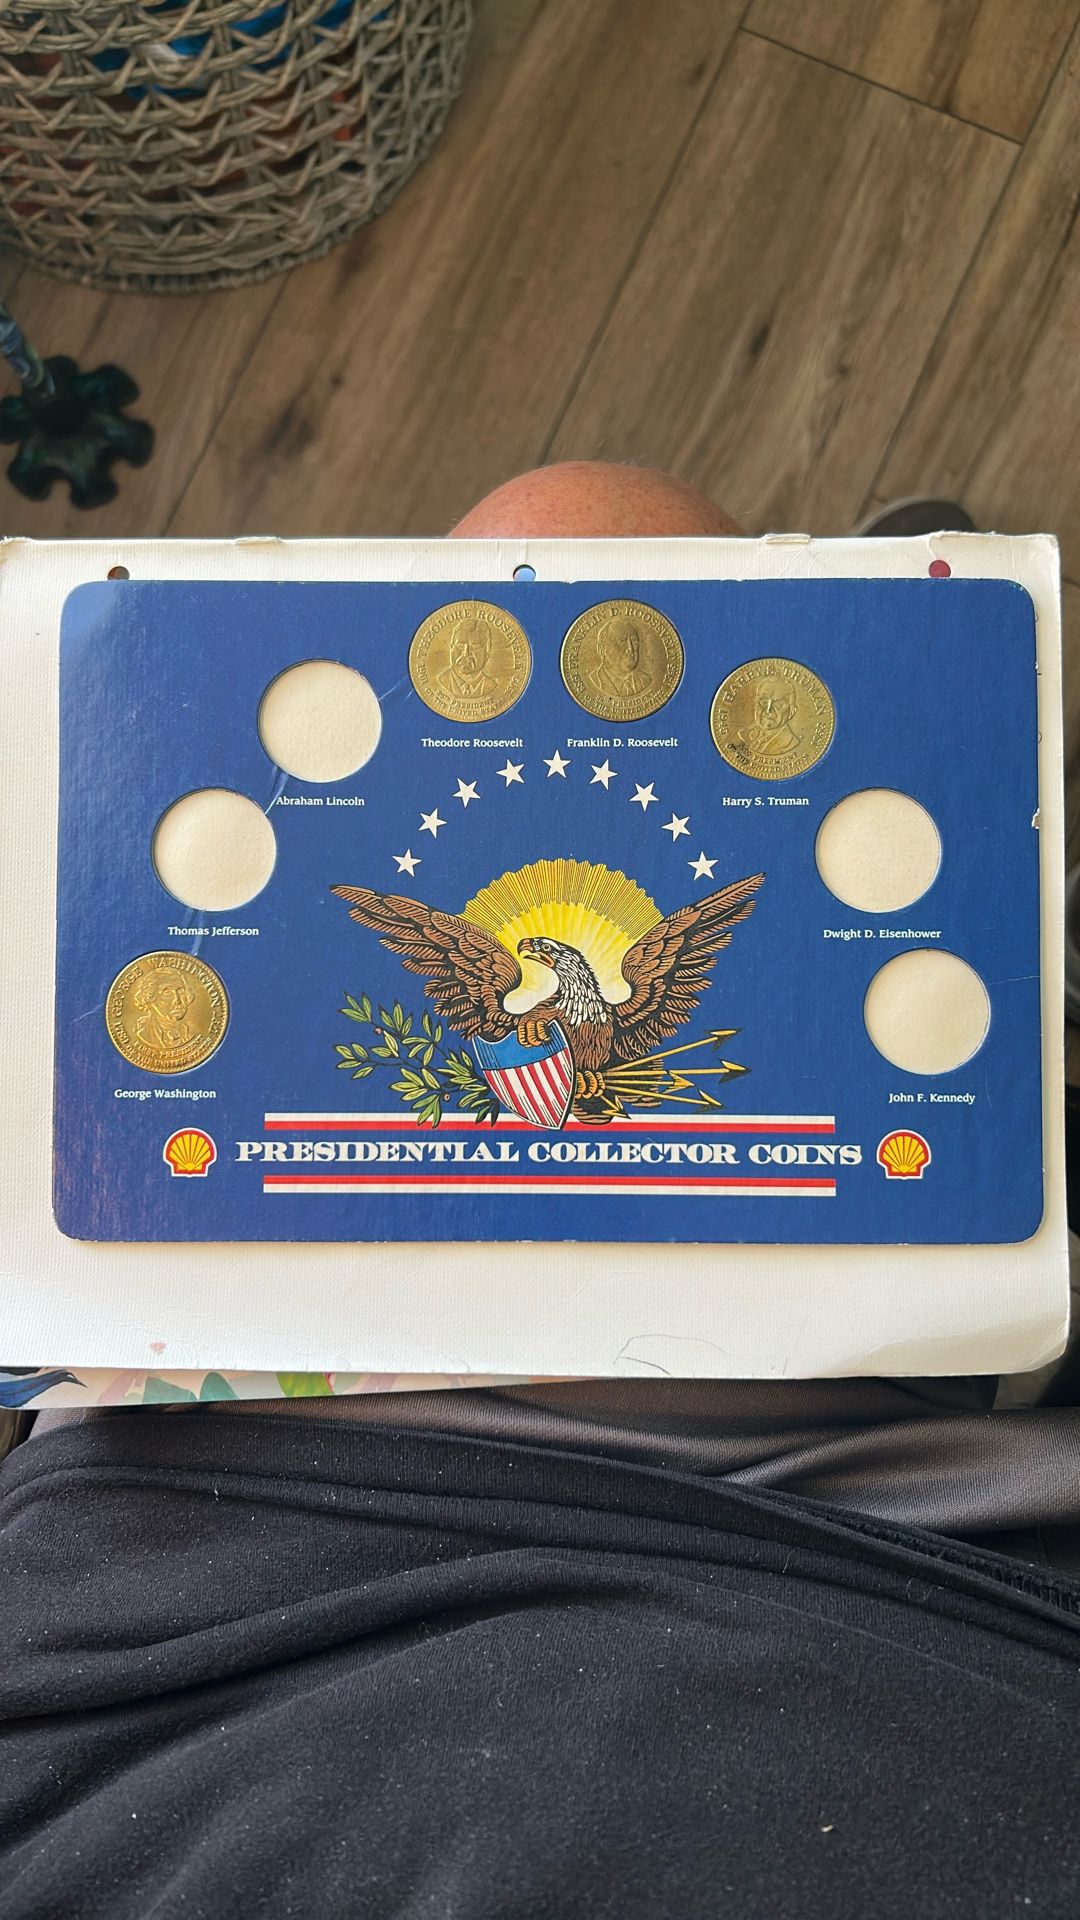 THEODORE ROOSEVELT
FRANKLIN D. ROOSEVELT
HARRY S. TRUMAN
Theodore Roosevelt
Franklin D. Roosevelt
Abraham Lincoln
Harry S. Truman
Thomas Jefferson
Dwight D. Eisenhower
GEORGE WASHINGTON
George Washington
John F. Kennedy
PRESIDENTIAL COLLECTOR COINS